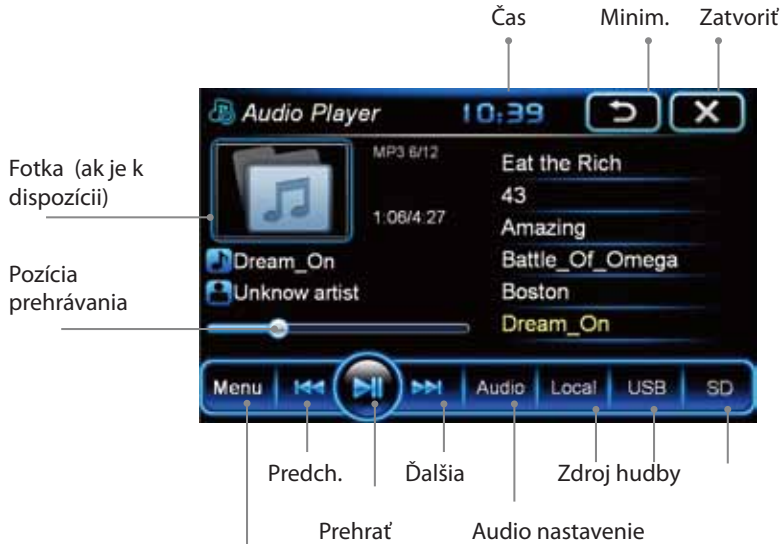 Čas Minim. Zatvoriť
Audio Player 10:39
Fotka (ak je k
dispozícii)
MP3 6/12
1:06/4:27
Dream_On
Unknow artist
Pozícia
prehrávania
Eat the Rich
43
Amazing
Battle_Of_Omega
Boston
Dream_On
Menu Audio Local USB SD
Predch. Ďalšia Zdroj hudby
Prehrať Audio nastavenie